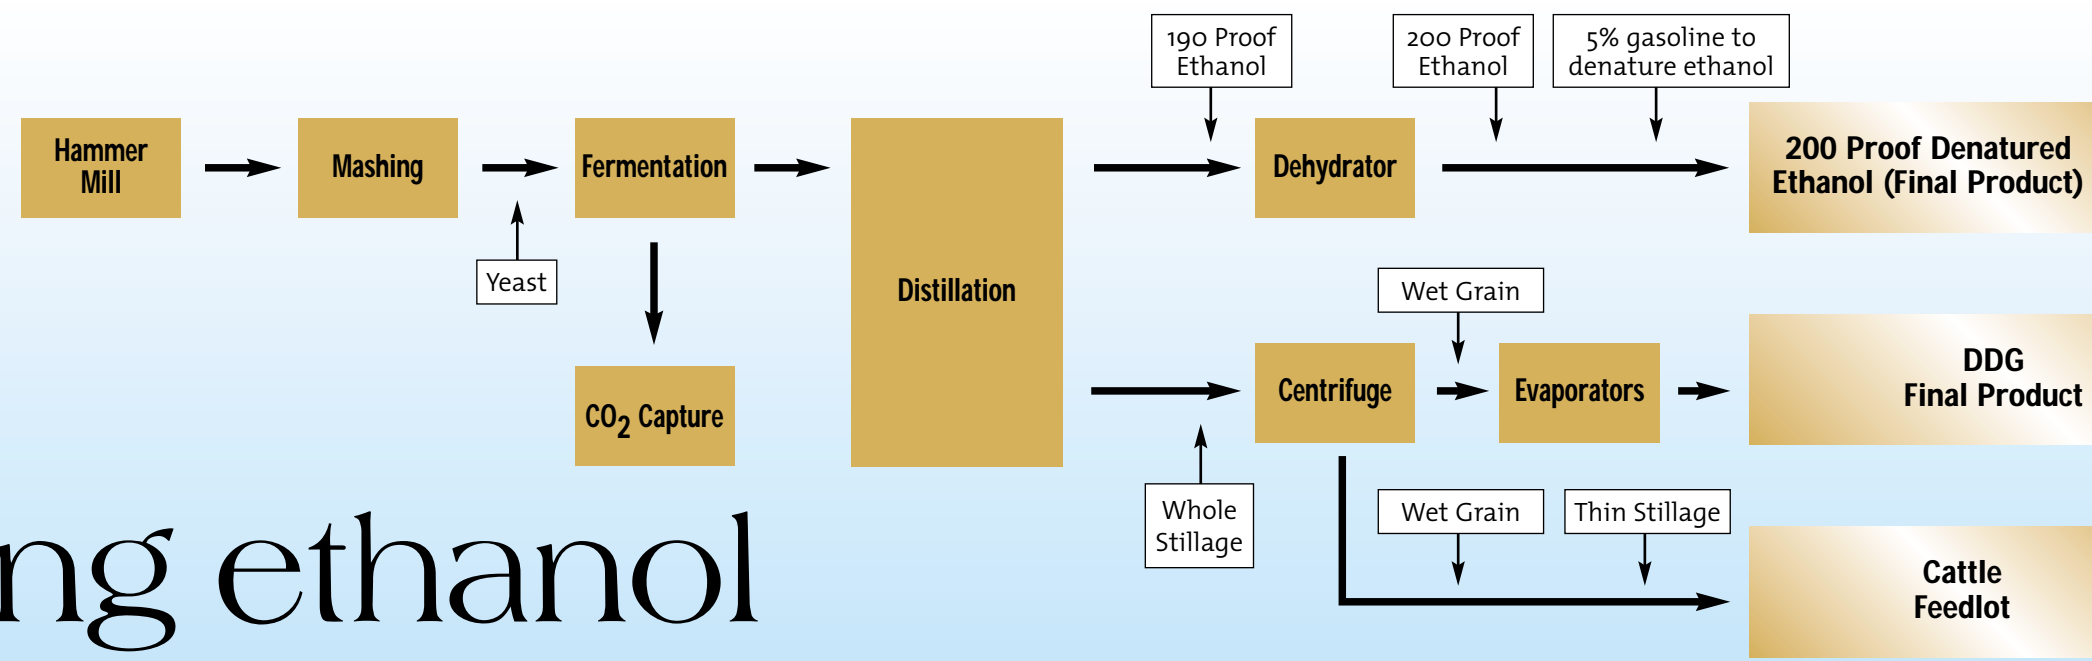 190 Proof
Ethanol
200 Proof
Ethanol
5% gasoline to
denature ethanol
Hammer
Mill
Mashing
Fermentation
Dehydrator
200 Proof Denatured
Ethanol (Final Product)
Yeast
Distillation
Wet Grain
CO2 Capture
Centrifuge
Evaporators
DDG
Final Product
Whole
Stillage
Wet Grain
Thin Stillage
Cattle
Feedlot
ng ethanol